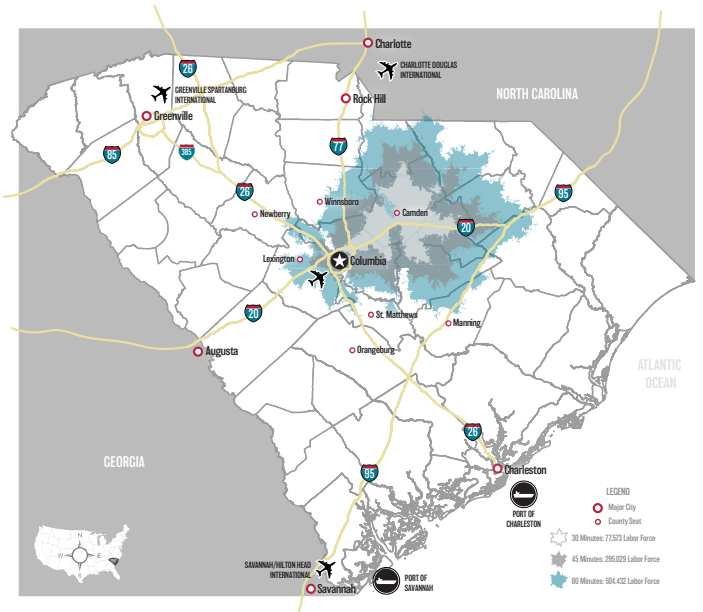 Charlotte
26
CHARLOTTE DOUGLAS
INTERNATIONAL
GREENVILLE SPARTANBURG
INTERNATIONAL
NORTH CAROLINA
Rock Hill
Greenville
77
85
385
26
95
Winnsboro
Newberry
Camden
20
Lexington
Columbia
20
St. Matthews
Manning
Augusta
Orangeburg
ATLANTIC
OCEAN
26
GEORGIA
95
Charleston
LEGEND
Major City
County Seat
PORT OF
CHARLESTON
30 Minutes: 77,573 Labor Force
45 Minutes: 295,029 Labor Force
60 Minutes: 504,432 Labor Force
N
W
E
S
SAVANNAH/HILTON HEAD
INTERNATIONAL
PORT OF
SAVANNAH
Savannah